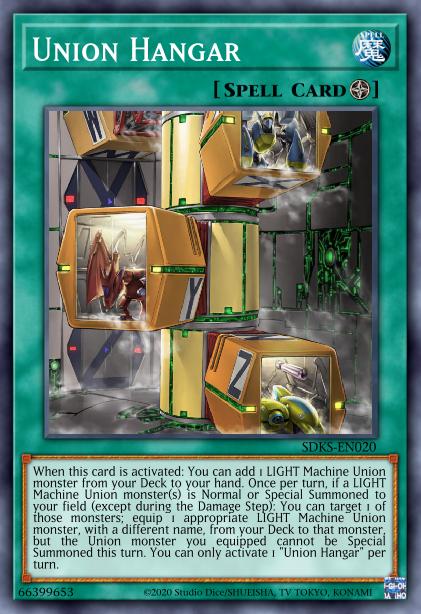 UNION HANGAR
SPELL
魔
[SPELL CARD]
W
X
Y
Z
SDKS-EN020
When this card is activated: You can add 1 LIGHT Machine Union
monster from your Deck to your hand. Once per turn, if a LIGHT
Machine Union monster(s) is Normal or Special Summoned to
your field (except during the Damage Step): You can target 1 of
those monsters; equip 1 appropriate LIGHT Machine Union
monster, with a different name, from your Deck to that monster,
but the Union monster you equipped cannot be Special
Summoned this turn. You can only activate 1 "Union Hangar" per
turn.
66399653
©2020 Studio Dice/SHUEISHA, TV TOKYO, KONAMI